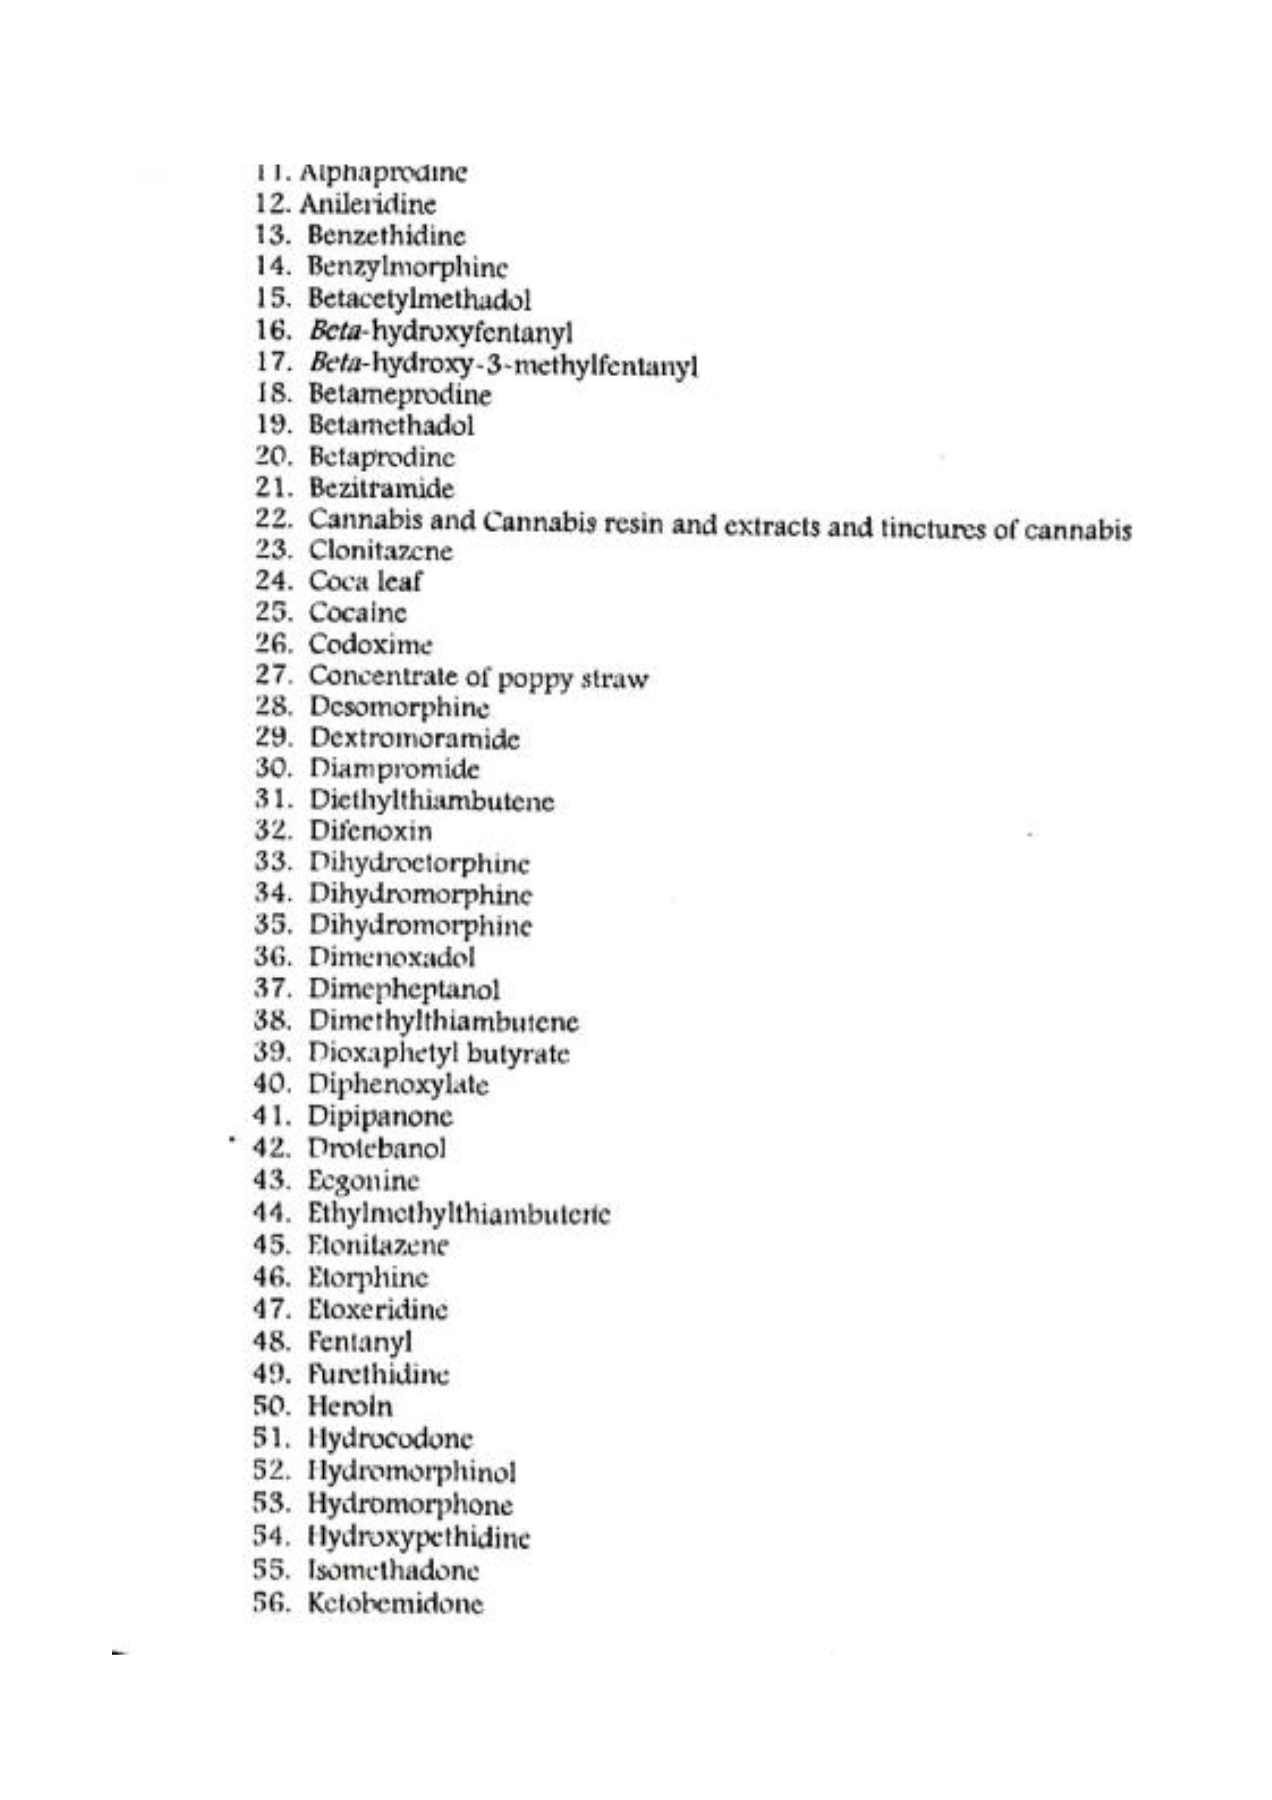 11. Alphaprodine
12. Anileridine
13. Benzethidine
14. Benzylmorphine
15. Betacetylmethadol
16. Beta-hydroxyfentanyl
17. Beta-hydroxy-3-methylfentanyl
18. Betameprodine
19. Betamethadol
20. Betaprodine
21. Bezitramide
22. Cannabis and Cannabis resin and extracts and tinctures of cannabis
23. Clonitazene
24. Coca leaf
25. Cocaine
26. Codoxime
27. Concentrate of poppy straw
28. Desomorphine
29. Dextromoramide
30. Diampromide
31. Diethylthiambutene
32. Difenoxin
33. Dihydroetorphine
34. Dihydromorphine
35. Dihydromorphine
36. Dimenoxadol
37. Dimepheptanol
38. Dimethylthiambutene
39. Dioxaphetyl butyrate
40. Diphenoxylate
41. Dipipanone
42. Drotebanol
43. Ecgonine
44. Ethylmethylthiambutene
45. Etonitazene
46. Etorphine
47. Etoxeridine
48. Fentanyl
49. Furethidine
50. Heroin
51. Hydrocodone
52. Hydromorphinol
53. Hydromorphone
54. Hydroxypethidine
55. Isomethadone
56. Ketobemidone